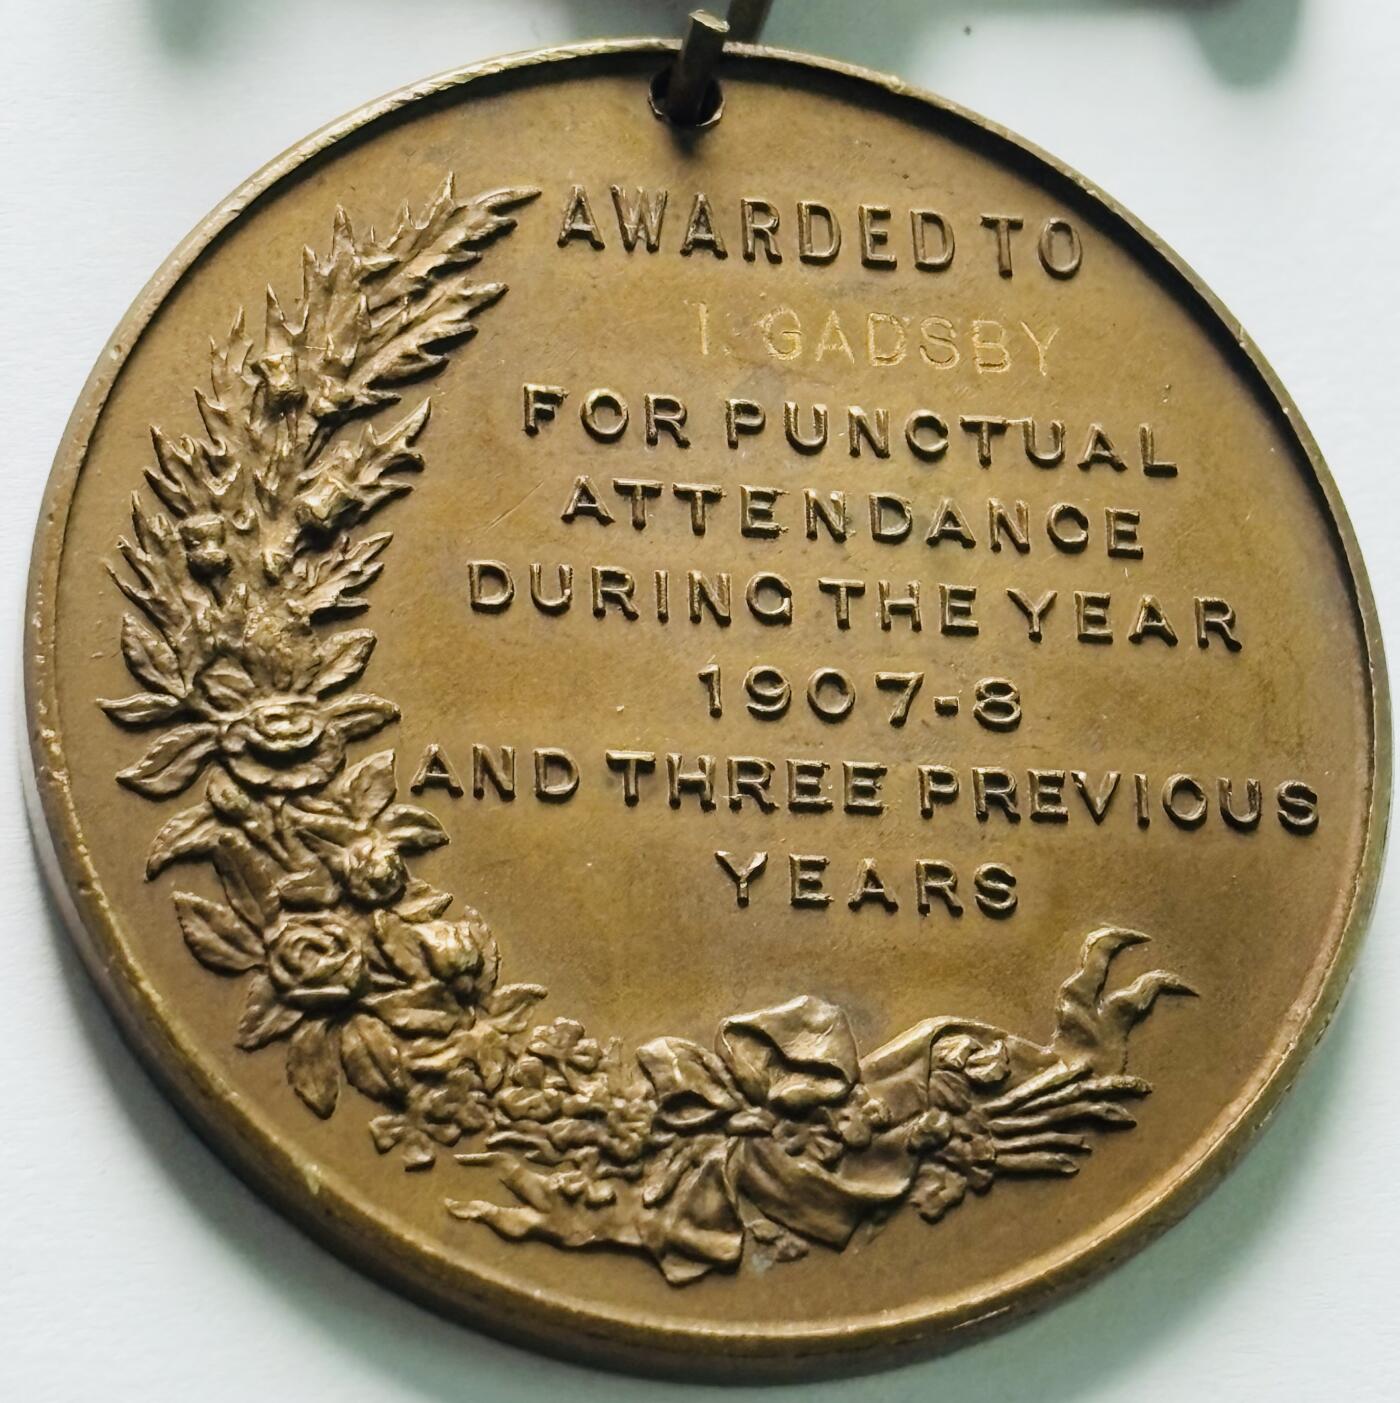 AWARDED TO
I. GADSBY
FOR PUNCTUAL
ATTENDANCE
DURING THE YEAR
1907-8
AND THREE PREVIOUS
YEARS